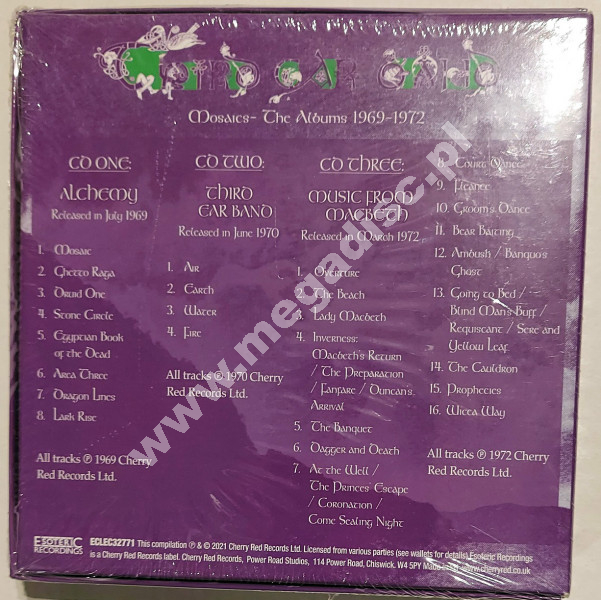 Third Ear Band
Mosaics- The Albums 1969-1972
CD One:
Alchemy
Released in July 1969
1. Mosaic
2. Ghetto Raga
3. Druid One
4. Stone Circle
5. Egyptian Book
of the Dead
6. Area Three
7. Dragon Lines
8. Lark Rise
All tracks ℗ 1969 Cherry
Red Records Ltd.
CD Two:
Third
Ear Band
Released in June 1970
1. Air
2. Earth
3. Water
4. Fire
All tracks ℗ 1970 Cherry
Red Records Ltd.
CD Three:
Music from
Macbeth
Released in March 1972
1. Overture
2. The Beach
3. Lady Macbeth
4. Inverness:
Macbeth's Return
/ The Preparation
/ Fanfare / Duncan's
Arrival
5. The Banquet
6. Dagger and Death
7. At the Well /
The Princes' Escape
/ Coronation /
Come Sealing Night
8. Court Dance
9. Fleance
10. Groom's Dance
11. Bear Baiting
12. Ambush / Banquo's
Ghost
13. Going to Bed /
Blind Man's Buff /
Requiscant / Sere and
Yellow Leaf
14. The Cauldron
15. Prophecies
16. Wicca Way
All tracks ℗ 1972 Cherry
Red Records Ltd.
Esoteric
Recordings
ECLEC32771 This compilation ℗ & © 2021 Cherry Red Records Ltd. Licensed from various parties (see wallets for details) Esoteric Recordings
is a Cherry Red Records label. Cherry Red Records, Power Road Studios, 114 Power Road, Chiswick. W4 5PY Made in www.cherryred.co.uk
www.megadisc.pl